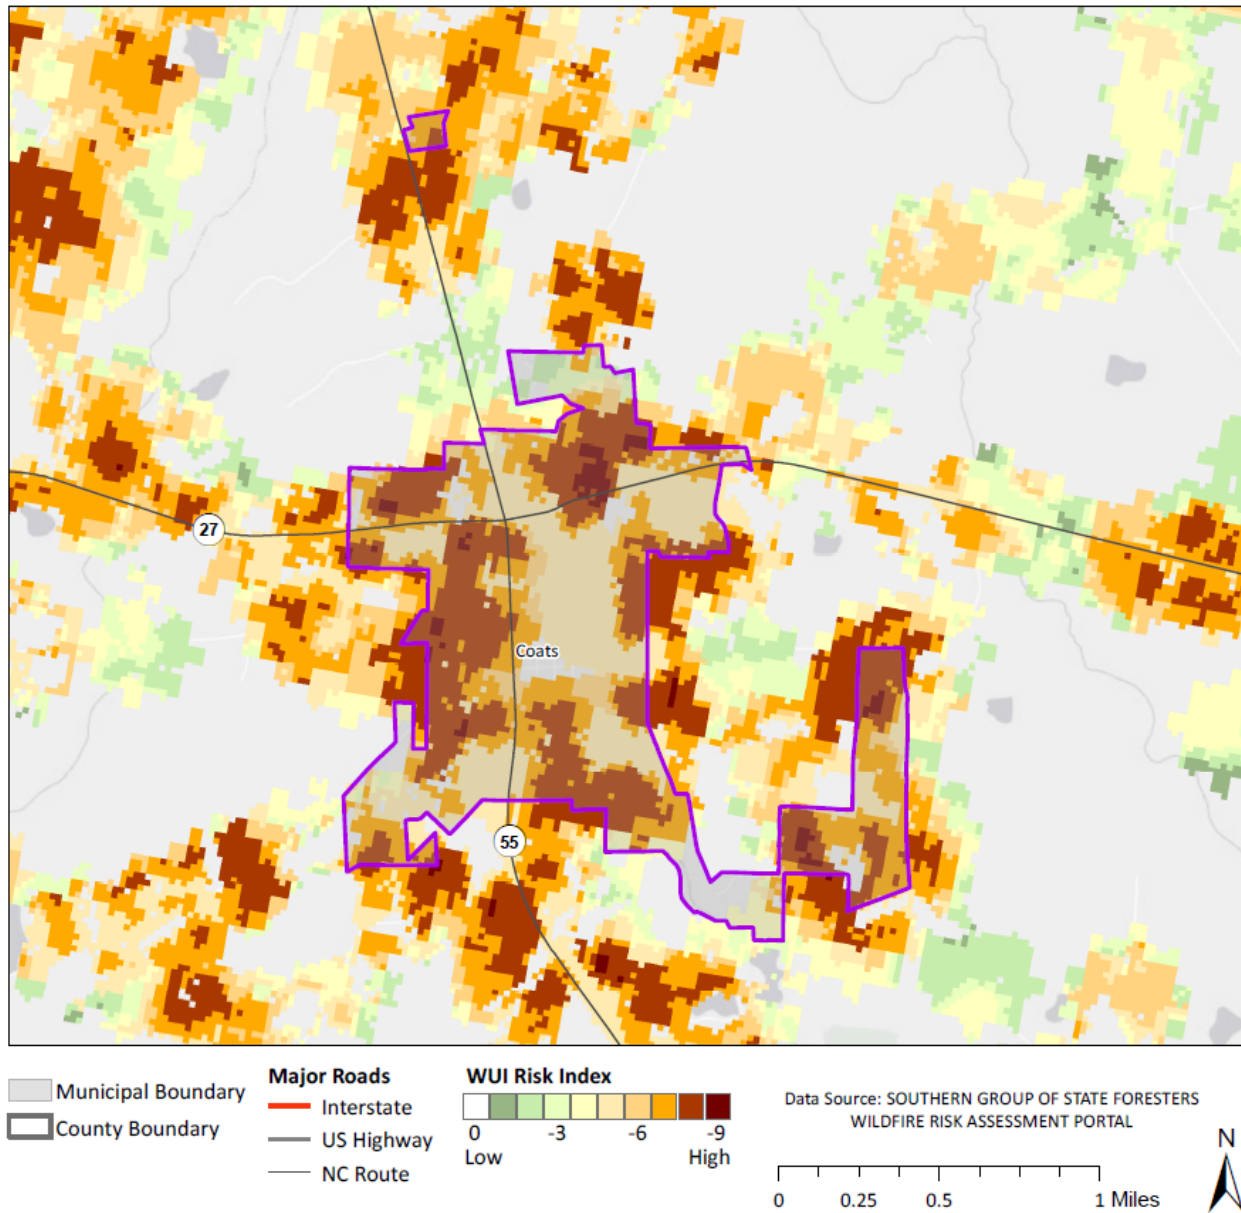 27
Coats
55
Municipal Boundary
County Boundary
Major Roads
Interstate
US Highway
NC Route
WUI Risk Index
0 -3 -6 -9
Low High
Data Source: SOUTHERN GROUP OF STATE FORESTERS
WILDFIRE RISK ASSESSMENT PORTAL
0 0.25 0.5 1 Miles
N